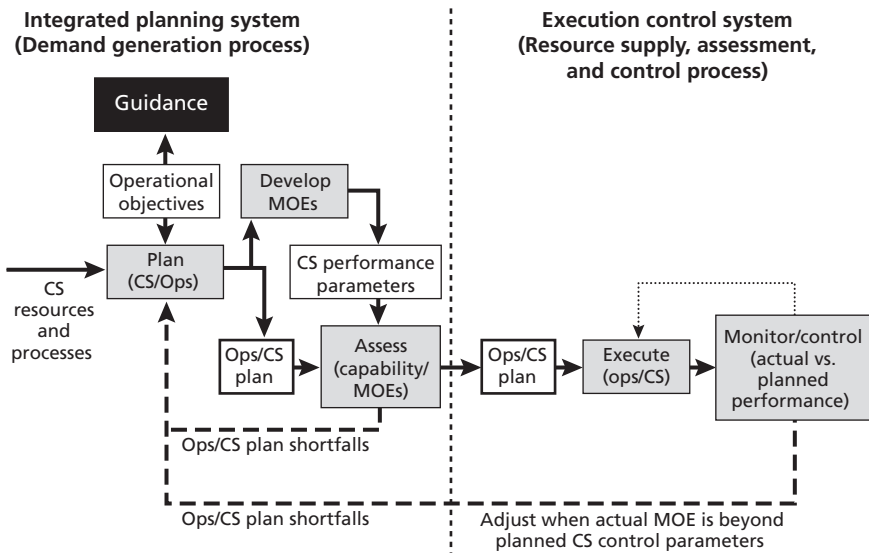 Integrated planning system
(Demand generation process)
Execution control system
(Resource supply, assessment,
and control process)
Guidance
Operational
objectives
Develop
MOEs
Plan
(CS/Ops)
CS
resources
and
processes
CS performance
parameters
Ops/CS
plan
Assess
(capability/
MOEs)
Ops/CS
plan
Execute
(ops/CS)
Monitor/control
(actual vs.
planned
performance)
Ops/CS plan shortfalls
Ops/CS plan shortfalls
Adjust when actual MOE is beyond
planned CS control parameters